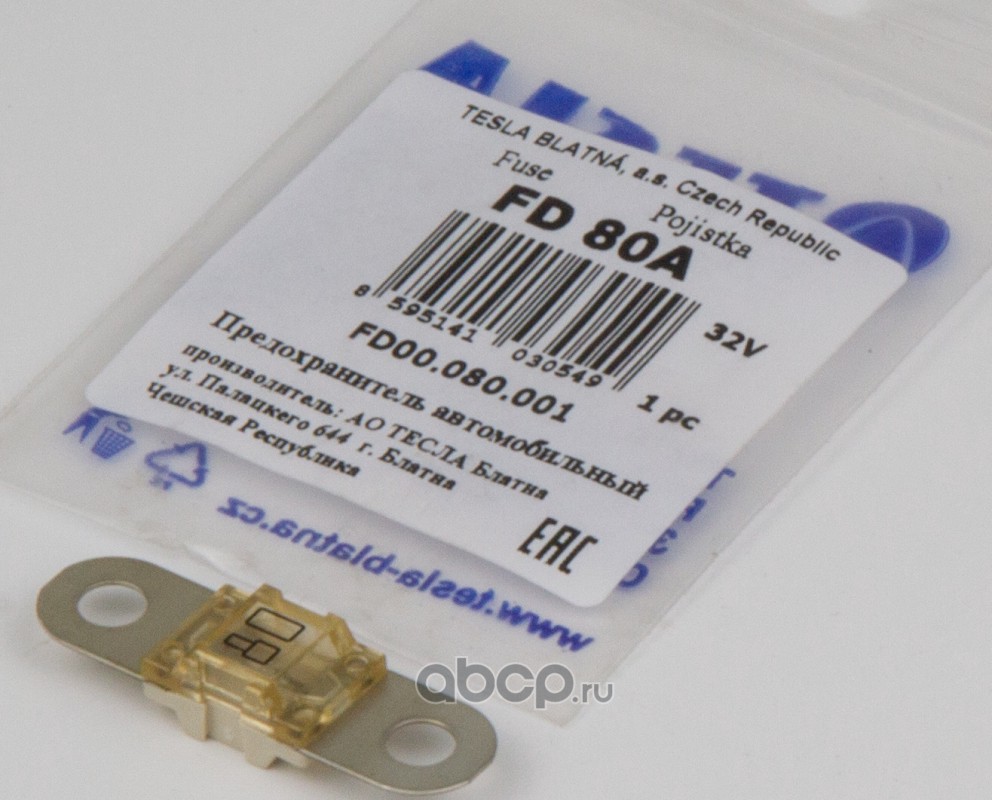 TESLA BLATNÁ, a.s. Czech Republic
Fuse Pojistka
FD 80A
32V
8 595141 030549
FD00.080.001
1 pc
Предохранитель автомобильный
производитель: АО ТЕСЛА Блатна
ул. Палацкего 644 г. Блатна
Чешская Республика
EAC
www.tesla-blatna.cz
80
abcp.ru